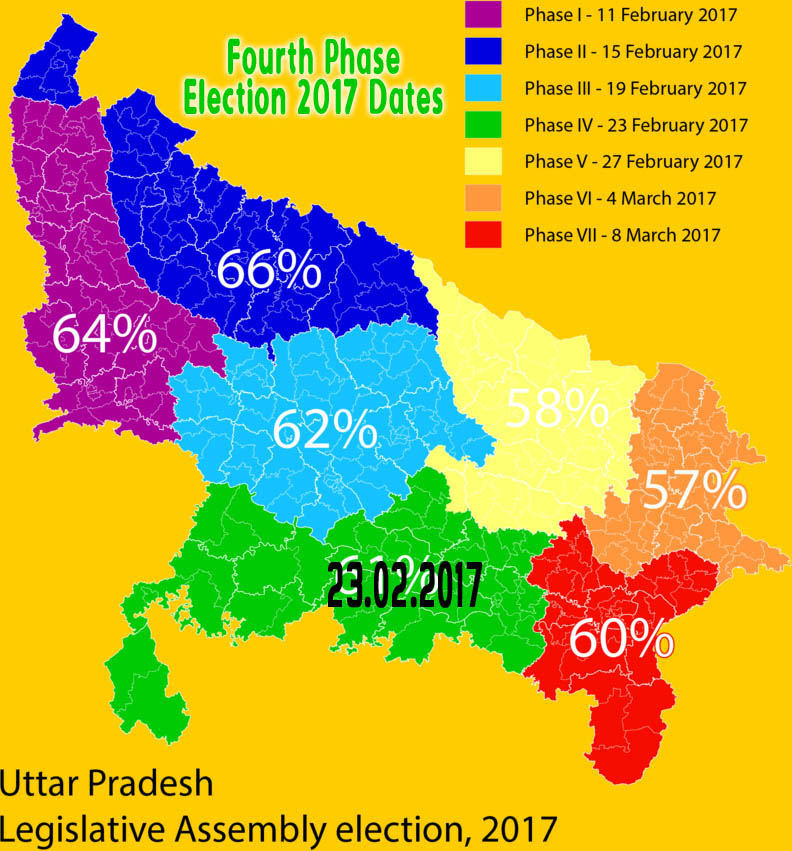 Fourth Phase
Election 2017 Dates
Phase I - 11 February 2017
Phase II - 15 February 2017
Phase III - 19 February 2017
Phase IV - 23 February 2017
Phase V - 27 February 2017
Phase VI - 4 March 2017
Phase VII - 8 March 2017
66%
64%
62%
58%
57%
61%
23.02.2017
60%
Uttar Pradesh
Legislative Assembly election, 2017